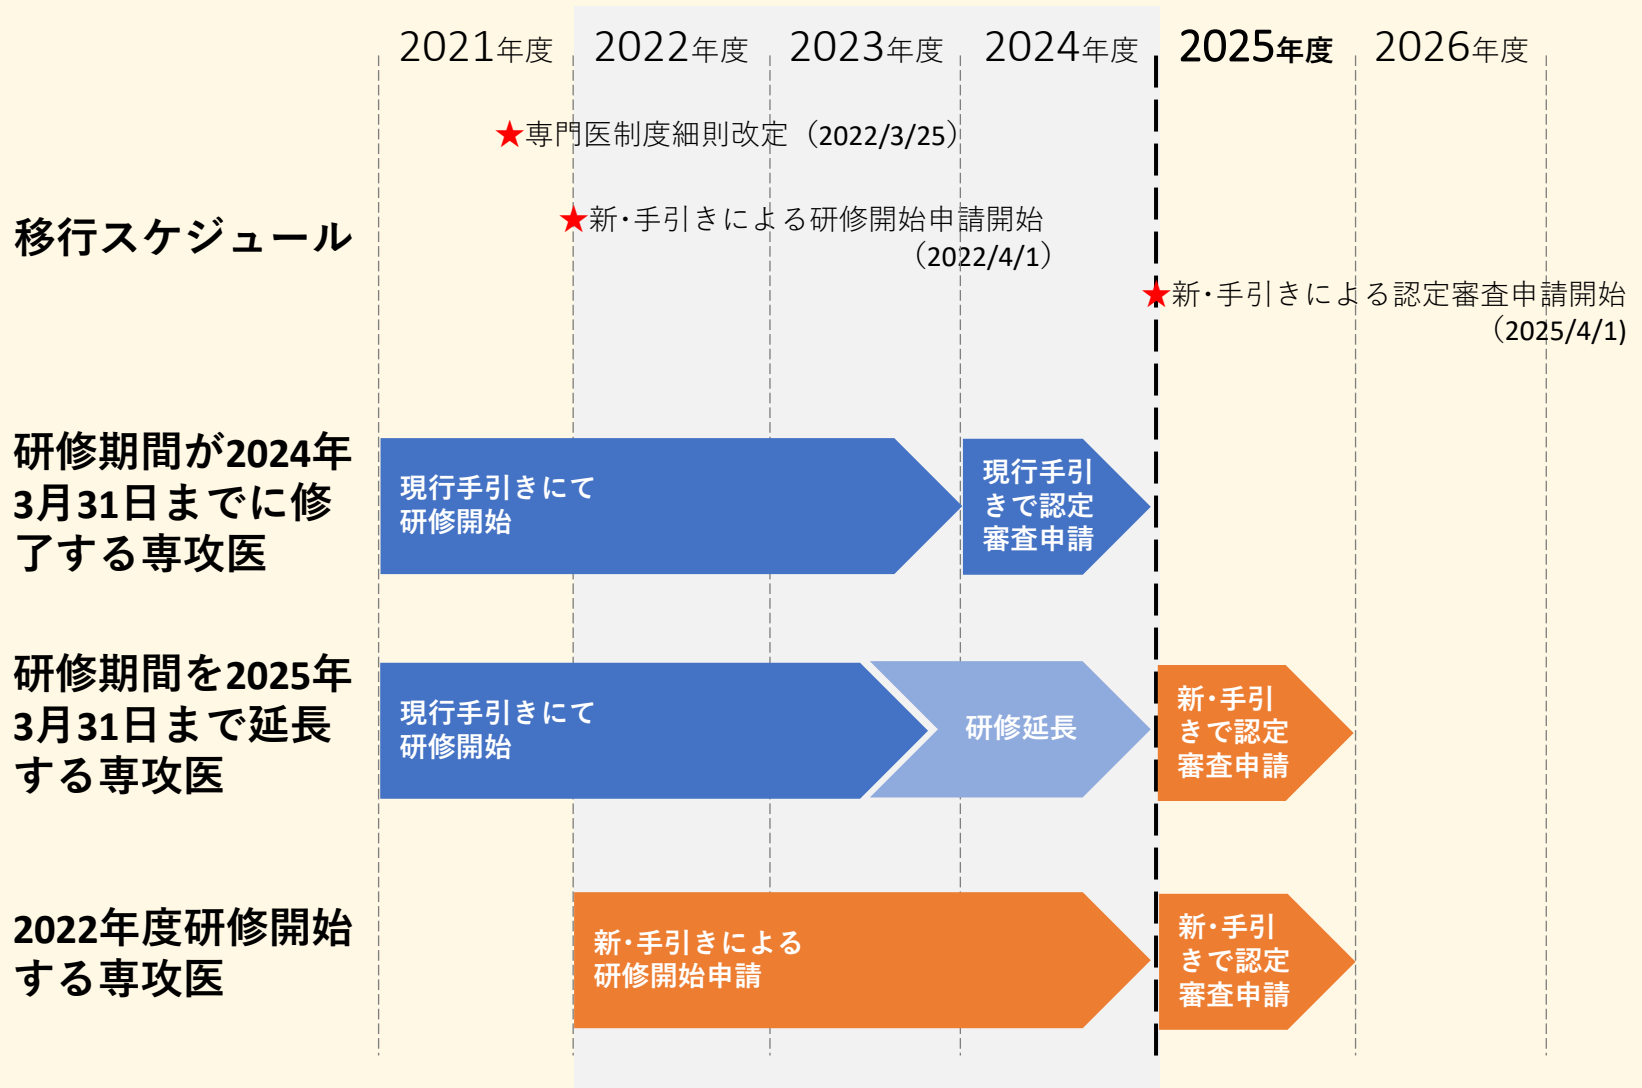 2021年度
2022年度
2023年度
2024年度
2025年度
2026年度
★専門医制度細則改定（2022/3/25）
移行スケジュール
★新･手引きによる研修開始申請開始
（2022/4/1）
★新･手引きによる認定審査申請開始
（2025/4/1)
研修期間が2024年
3月31日までに修
了する専攻医
現行手引きにて
研修開始
現行手引
きで認定
審査申請
研修期間を2025年
3月31日まで延長
する専攻医
現行手引きにて
研修開始
研修延長
新･手引
きで認定
審査申請
2022年度研修開始
する専攻医
新･手引きによる
研修開始申請
新･手引
きで認定
審査申請